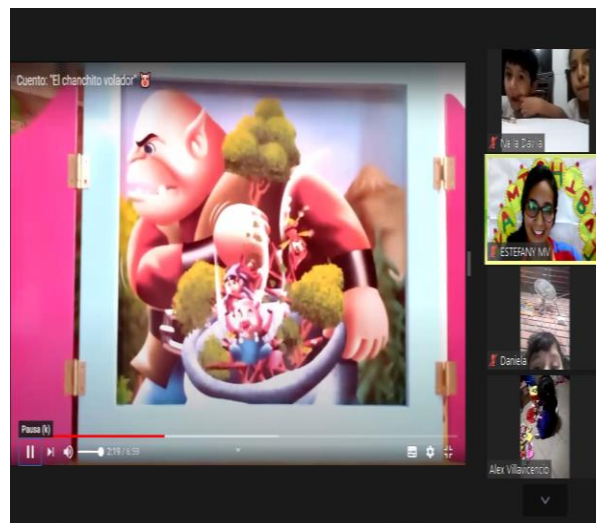 Cuento: "El chanchito volador" 🐷
Pausa (k)
2:19 / 6:59
ESTEFANY MV
Daniela
Alex Villavicencio